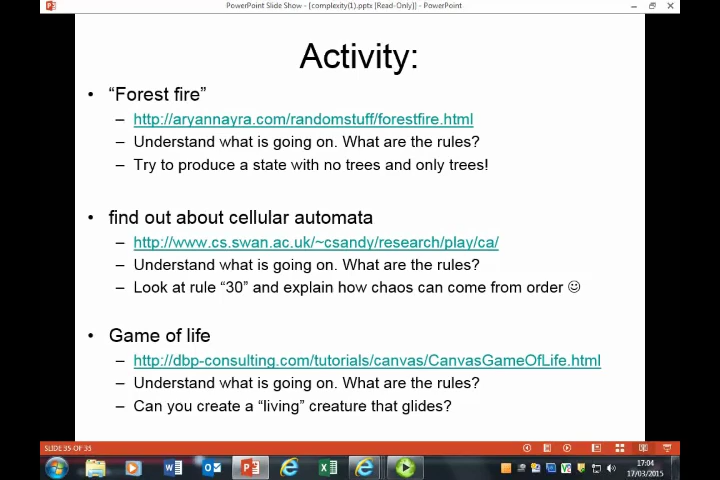 PowerPoint Slide Show - [complexity(1).pptx [Read-Only]] - PowerPoint
Activity:
• “Forest fire”
– http://aryannayra.com/randomstuff/forestfire.html
– Understand what is going on. What are the rules?
– Try to produce a state with no trees and only trees!
• find out about cellular automata
– http://www.cs.swan.ac.uk/~csandy/research/play/ca/
– Understand what is going on. What are the rules?
– Look at rule “30” and explain how chaos can come from order ☺
• Game of life
– http://dbp-consulting.com/tutorials/canvas/CanvasGameOfLife.html
– Understand what is going on. What are the rules?
– Can you create a “living” creature that glides?
SLIDE 35 OF 35
17:04
17/03/2015